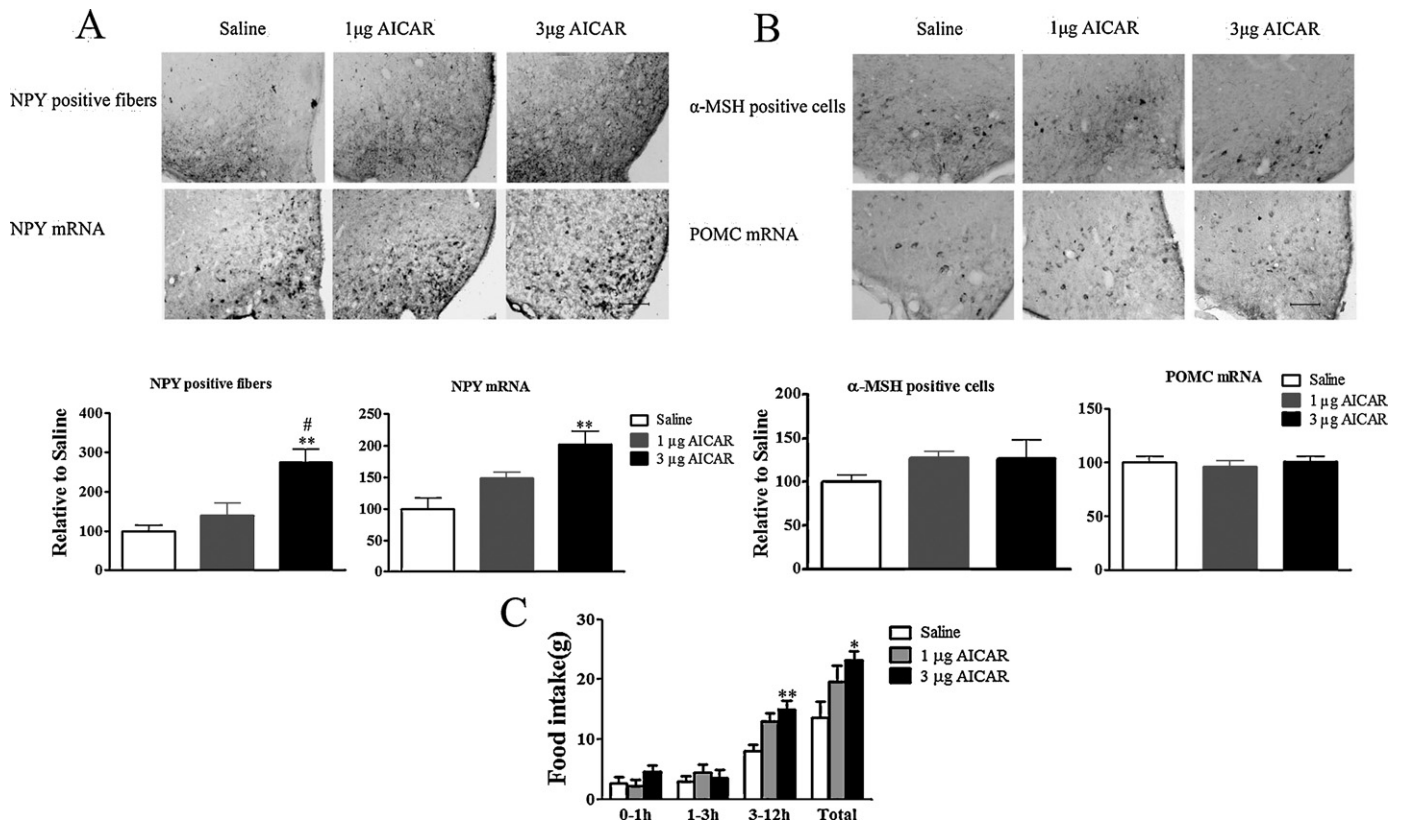 A
Saline 1µg AICAR 3µg AICAR
NPY positive fibers
NPY mRNA
B
Saline 1µg AICAR 3µg AICAR
α-MSH positive cells
POMC mRNA
NPY positive fibers
Relative to Saline
400
300
200
100
0
#
**
NPY mRNA
250
200
150
100
50
0
**
Saline
1 µg AICAR
3 µg AICAR
α-MSH positive cells
Relative to Saline
200
150
100
50
0
POMC mRNA
150
100
50
0
Saline
1 µg AICAR
3 µg AICAR
C
Food intake(g)
30
20
10
0
**
*
0-1h 1-3h 3-12h Total
Saline
1 µg AICAR
3 µg AICAR